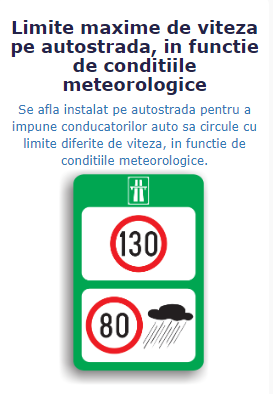 Limite maxime de viteza
pe autostrada, in functie
de conditiile
meteorologice
Se afla instalat pe autostrada pentru a
impune conducatorilor auto sa circule cu
limite diferite de viteza, in functie de
conditiile meteorologice.
130
80